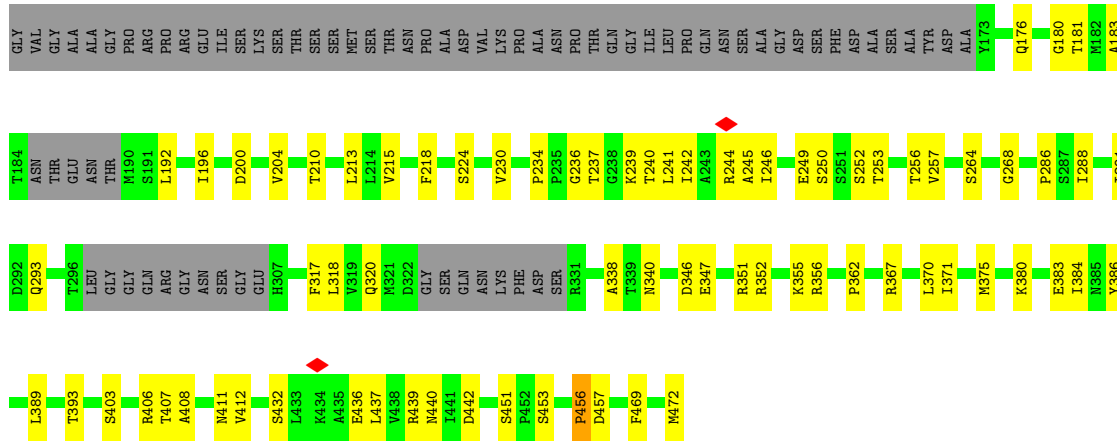 GLY VAL GLY ALA ALA GLY PRO ARG PRO ARG GLU ILE SER LYS SER THR SER SER MET SER THR ASN PRO ALA ASP VAL LYS PRO ALA ASN PRO THR GLN GLY ILE LEU PRO GLN ASN SER ALA GLY ASP SER PHE ASP ALA SER ALA TYR ASP ALA Y173 Q176 G180 T181 M182 A183
T184 ASN THR GLU ASN THR M190 S191 L192 I196 D200 V204 T210 L213 L214 V215 F218 S224 V230 P234 P235 G236 T237 G238 K239 T240 L241 I242 A243 R244 A245 I246 E249 S250 S251 S252 T253 T256 V257 S264 G268 P286 S287 I288
D292 Q293 T296 LEU GLY GLY GLN ARG GLY ASN SER GLY GLU H307 F317 L318 V319 Q320 M321 D322 GLY SER GLN ASN LYS PHE ASP SER R331 A338 T339 N340 D346 E347 R351 R352 K355 R356 P362 R367 L370 I371 M375 K380 E383 I384 N385 Y386
L389 T393 S403 R406 T407 A408 N411 V412 S432 L433 K434 A435 E436 L437 V438 R439 N440 I441 D442 S451 P452 S453 P456 D457 F469 M472